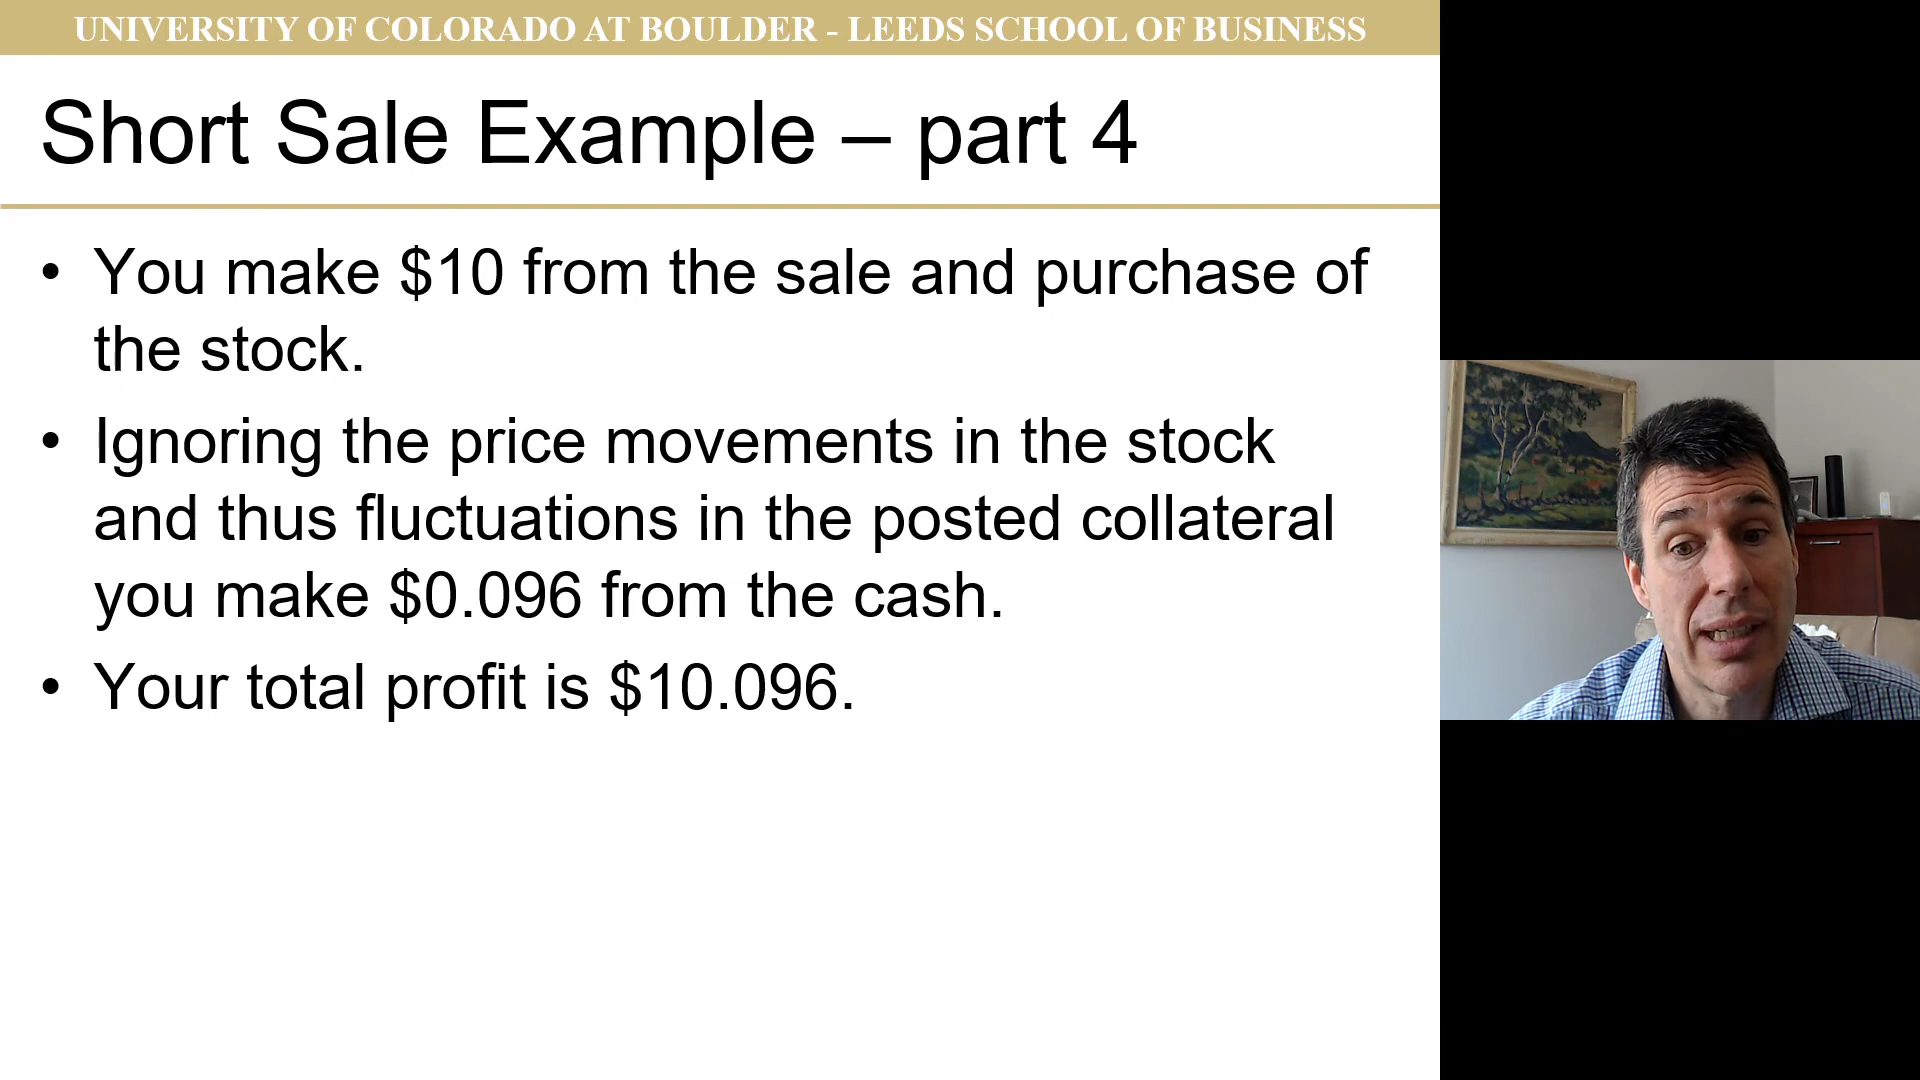 UNIVERSITY OF COLORADO AT BOULDER - LEEDS SCHOOL OF BUSINESS
Short Sale Example – part 4
• You make $10 from the sale and purchase of
the stock.
• Ignoring the price movements in the stock
and thus fluctuations in the posted collateral
you make $0.096 from the cash.
• Your total profit is $10.096.